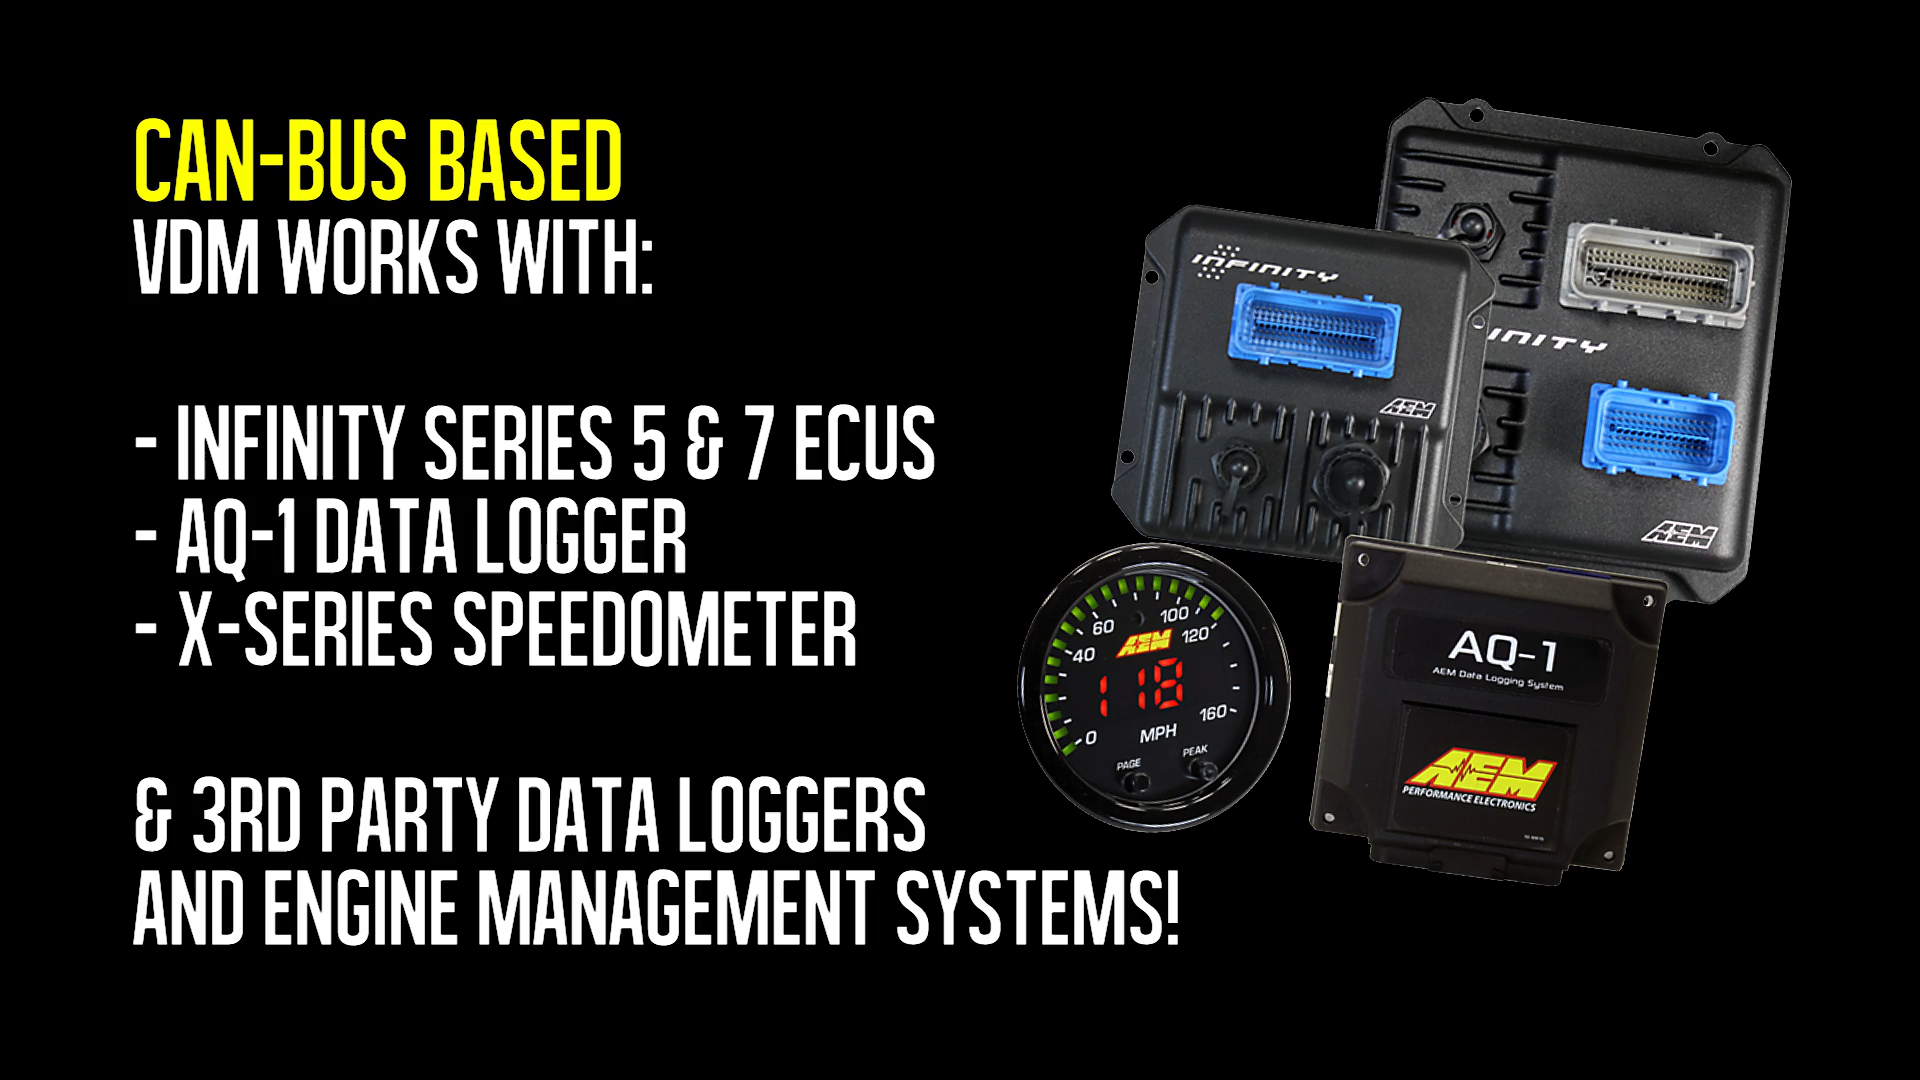 CAN-BUS BASED
VDM WORKS WITH:
- INFINITY SERIES 5 & 7 ECUS
- AQ-1 DATA LOGGER
- X-SERIES SPEEDOMETER
& 3RD PARTY DATA LOGGERS
AND ENGINE MANAGEMENT SYSTEMS!
INFINITY
AEM
INITY
AEM
0
40
60
100
120
160
AEM
118
MPH
PAGE
PEAK
AQ-1
AEM Data Logging System
AEM
PERFORMANCE ELECTRONICS